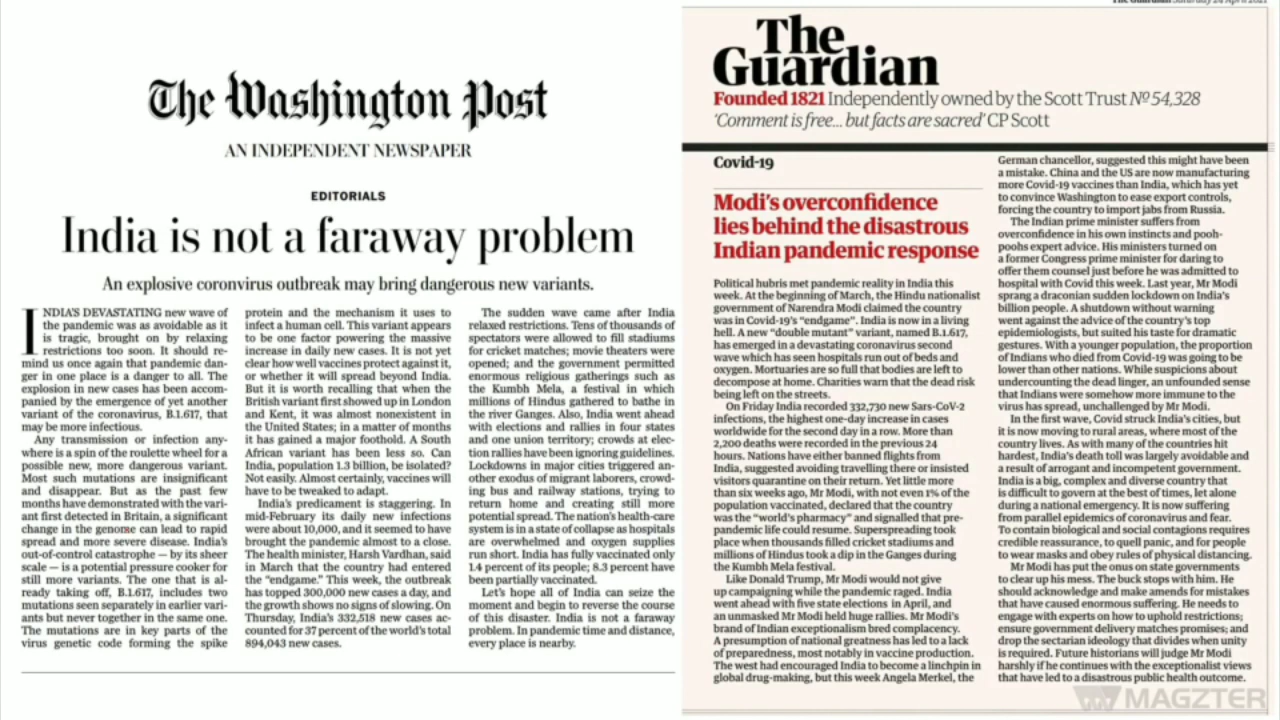 The Washington Post
AN INDEPENDENT NEWSPAPER
EDITORIALS
India is not a faraway problem
An explosive coronvirus outbreak may bring dangerous new variants.
INDIA'S DEVASTATING new wave of
the pandemic was as avoidable as it
is tragic, brought on by relaxing
restrictions too soon. It should re-
mind us once again that pandemic dan-
ger in one place is a danger to all. The
explosion in new cases has been accom-
panied by the emergence of yet another
variant of the coronavirus, B.1.617, that
may be more infectious.
Any transmission or infection any-
where is a spin of the roulette wheel for a
possible new, more dangerous variant.
Most such mutations are insignificant
and disappear. But as the past few
months have demonstrated with the vari-
ant first detected in Britain, a significant
change in the genome can lead to rapid
spread and more severe disease. India's
out-of-control catastrophe — by its sheer
scale — is a potential pressure cooker for
still more variants. The one that is al-
ready taking off, B.1.617, includes two
mutations seen separately in earlier vari-
ants but never together in the same one.
The mutations are in key parts of the
virus genetic code forming the spike
protein and the mechanism it uses to
infect a human cell. This variant appears
to be one factor powering the massive
increase in daily new cases. It is not yet
clear how well vaccines protect against it,
or whether it will spread beyond India.
But it is worth recalling that when the
British variant first showed up in London
and Kent, it was almost nonexistent in
the United States; in a matter of months
it has gained a major foothold. A South
African variant has been less so. Can
India, population 1.3 billion, be isolated?
Not easily. Almost certainly, vaccines will
have to be tweaked to adapt.
India's predicament is staggering. In
mid-February its daily new infections
were about 10,000, and it seemed to have
brought the pandemic almost to a close.
The health minister, Harsh Vardhan, said
in March that the country had entered
the "endgame." This week, the outbreak
has topped 300,000 new cases a day, and
the growth shows no signs of slowing. On
Thursday, India's 332,518 new cases ac-
counted for 37 percent of the world's total
894,043 new cases.
The sudden wave came after India
relaxed restrictions. Tens of thousands of
spectators were allowed to fill stadiums
for cricket matches; movie theaters were
opened; and the government permitted
enormous religious gatherings such as
the Kumbh Mela, a festival in which
millions of Hindus gathered to bathe in
the river Ganges. Also, India went ahead
with elections and rallies in four states
and one union territory; crowds at elec-
tion rallies have been ignoring guidelines.
Lockdowns in major cities triggered an-
other exodus of migrant laborers, crowd-
ing bus and railway stations, trying to
return home and creating still more
potential spread. The nation's health-care
system is in a state of collapse as hospitals
are overwhelmed and oxygen supplies
run short. India has fully vaccinated only
1.4 percent of its people; 8.3 percent have
been partially vaccinated.
Let's hope all of India can seize the
moment and begin to reverse the course
of this disaster. India is not a faraway
problem. In pandemic time and distance,
every place is nearby.
The Guardian Saturday 24 April 2021
The
Guardian
Founded 1821 Independently owned by the Scott Trust Nº 54,328
'Comment is free... but facts are sacred' CP Scott
Covid-19
Modi's overconfidence
lies behind the disastrous
Indian pandemic response
Political hubris met pandemic reality in India this
week. At the beginning of March, the Hindu nationalist
government of Narendra Modi claimed the country
was in Covid-19's "endgame". India is now in a living
hell. A new "double mutant" variant, named B.1.617,
has emerged in a devastating coronavirus second
wave which has seen hospitals run out of beds and
oxygen. Mortuaries are so full that bodies are left to
decompose at home. Charities warn that the dead risk
being left on the streets.
On Friday India recorded 332,730 new Sars-CoV-2
infections, the highest one-day increase in cases
worldwide for the second day in a row. More than
2,200 deaths were recorded in the previous 24
hours. Nations have either banned flights from
India, suggested avoiding travelling there or insisted
visitors quarantine on their return. Yet little more
than six weeks ago, Mr Modi, with not even 1% of the
population vaccinated, declared that the country
was the "world's pharmacy" and signalled that pre-
pandemic life could resume. Superspreading took
place when thousands filled cricket stadiums and
millions of Hindus took a dip in the Ganges during
the Kumbh Mela festival.
Like Donald Trump, Mr Modi would not give
up campaigning while the pandemic raged. India
went ahead with five state elections in April, and
an unmasked Mr Modi held huge rallies. Mr Modi's
brand of Indian exceptionalism bred complacency.
A presumption of national greatness has led to a lack
of preparedness, most notably in vaccine production.
The west had encouraged India to become a linchpin in
global drug-making, but this week Angela Merkel, the
German chancellor, suggested this might have been
a mistake. China and the US are now manufacturing
more Covid-19 vaccines than India, which has yet
to convince Washington to ease export controls,
forcing the country to import jabs from Russia.
The Indian prime minister suffers from
overconfidence in his own instincts and pooh-
poohs expert advice. His ministers turned on
a former Congress prime minister for daring to
offer them counsel just before he was admitted to
hospital with Covid this week. Last year, Mr Modi
sprang a draconian sudden lockdown on India's
billion people. A shutdown without warning
went against the advice of the country's top
epidemiologists, but suited his taste for dramatic
gestures. With a younger population, the proportion
of Indians who died from Covid-19 was going to be
lower than other nations. While suspicions about
undercounting the dead linger, an unfounded sense
that Indians were somehow more immune to the
virus has spread, unchallenged by Mr Modi.
In the first wave, Covid struck India's cities, but
it is now moving to rural areas, where most of the
country lives. As with many of the countries hit
hardest, India's death toll was largely avoidable and
a result of arrogant and incompetent government.
India is a big, complex and diverse country that
is difficult to govern at the best of times, let alone
during a national emergency. It is now suffering
from parallel epidemics of coronavirus and fear.
To contain biological and social contagions requires
credible reassurance, to quell panic, and for people
to wear masks and obey rules of physical distancing.
Mr Modi has put the onus on state governments
to clear up his mess. The buck stops with him. He
should acknowledge and make amends for mistakes
that have caused enormous suffering. He needs to
engage with experts on how to uphold restrictions;
ensure government delivery matches promises; and
drop the sectarian ideology that divides when unity
is required. Future historians will judge Mr Modi
harshly if he continues with the exceptionalist views
that have led to a disastrous public health outcome.
MAGZTER